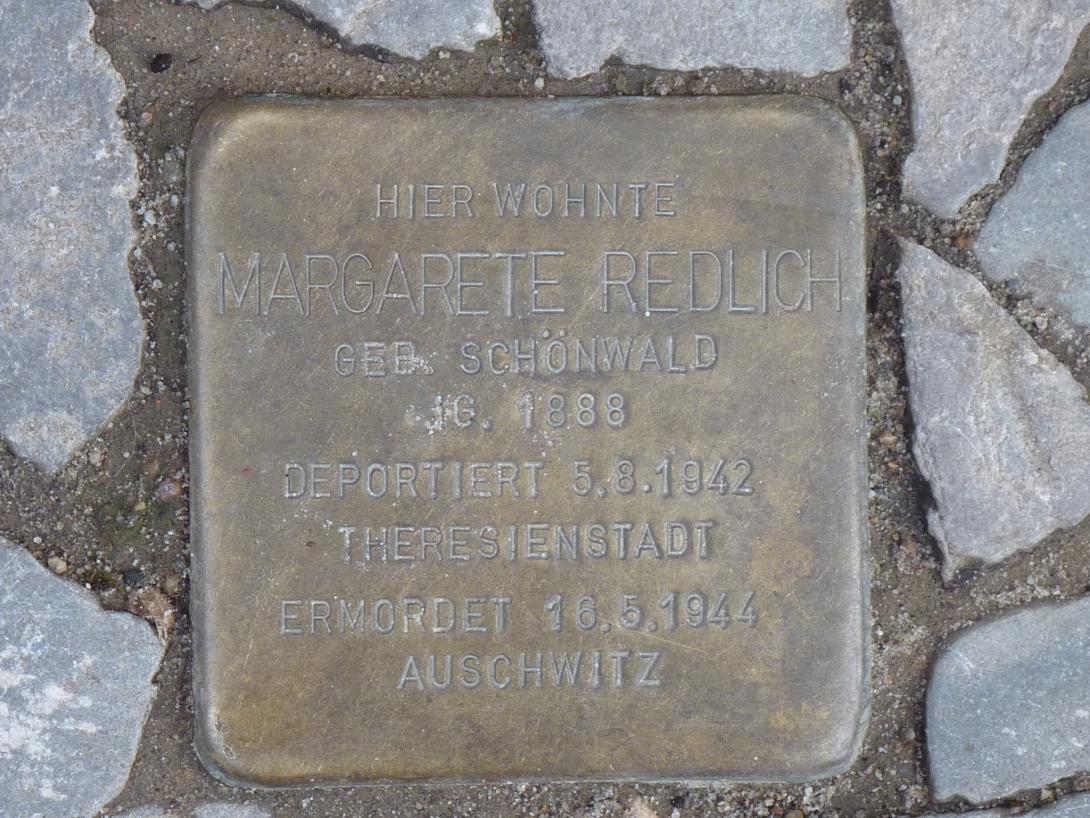 HIER WOHNTE
MARGARETE REDLICH
GEB. SCHÖNWALD
JG. 1888
DEPORTIERT 5.8.1942
THERESIENSTADT
ERMORDET 16.5.1944
AUSCHWITZ